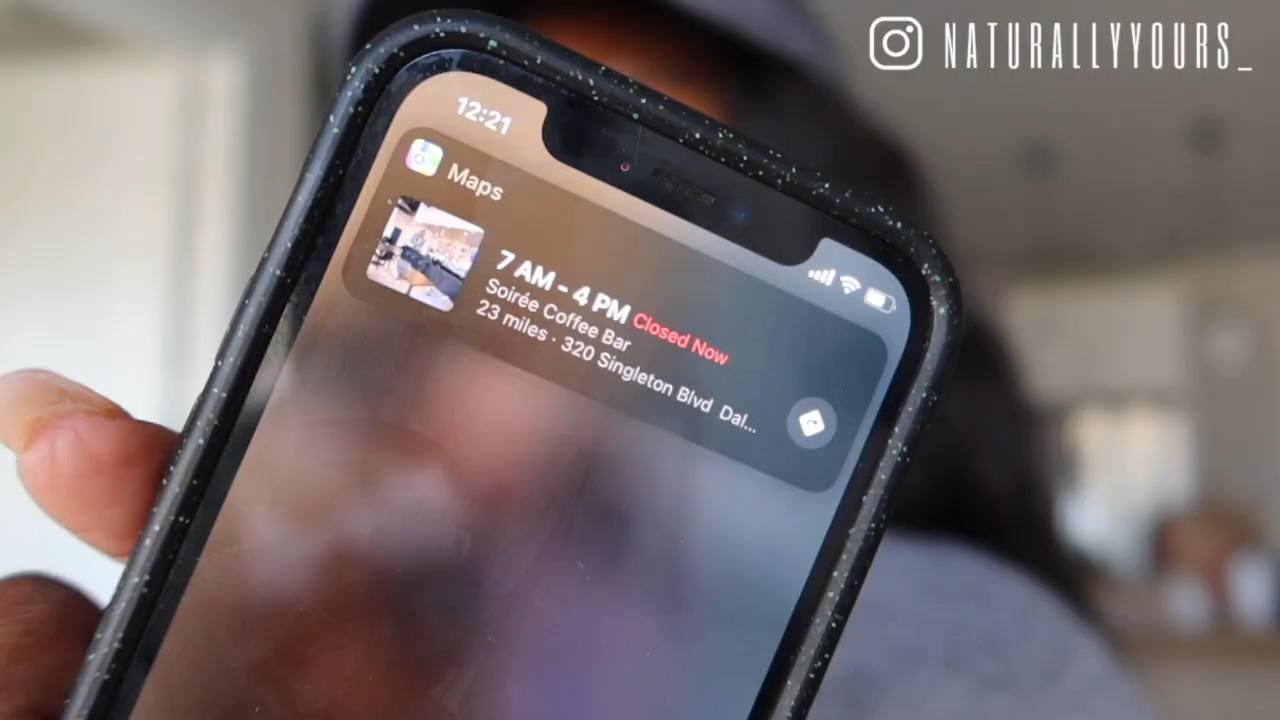 NATURALLYYOURS_
12:21
Maps
7 AM - 4 PM Closed Now
Soirée Coffee Bar
23 miles · 320 Singleton Blvd Dal...